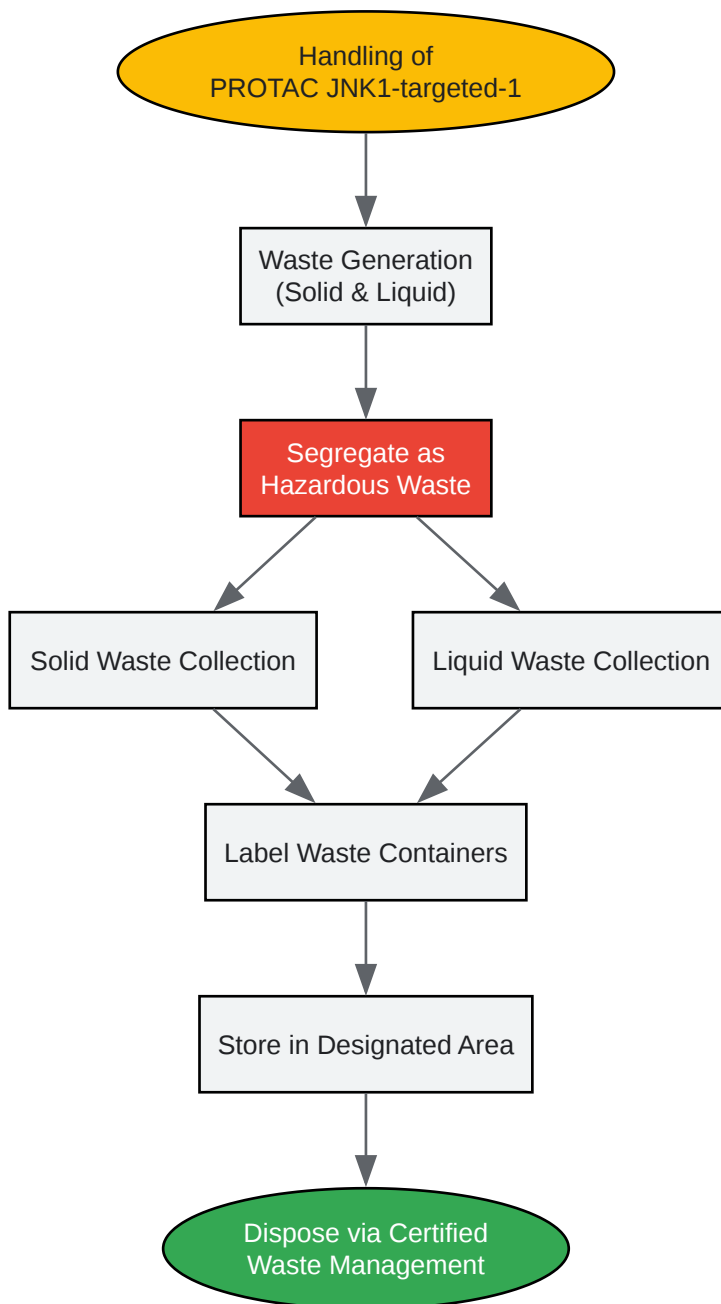 Handling of
PROTAC JNK1-targeted-1
Waste Generation
(Solid & Liquid)
Segregate as
Hazardous Waste
Solid Waste Collection
Liquid Waste Collection
Label Waste Containers
Store in Designated Area
Dispose via Certified
Waste Management